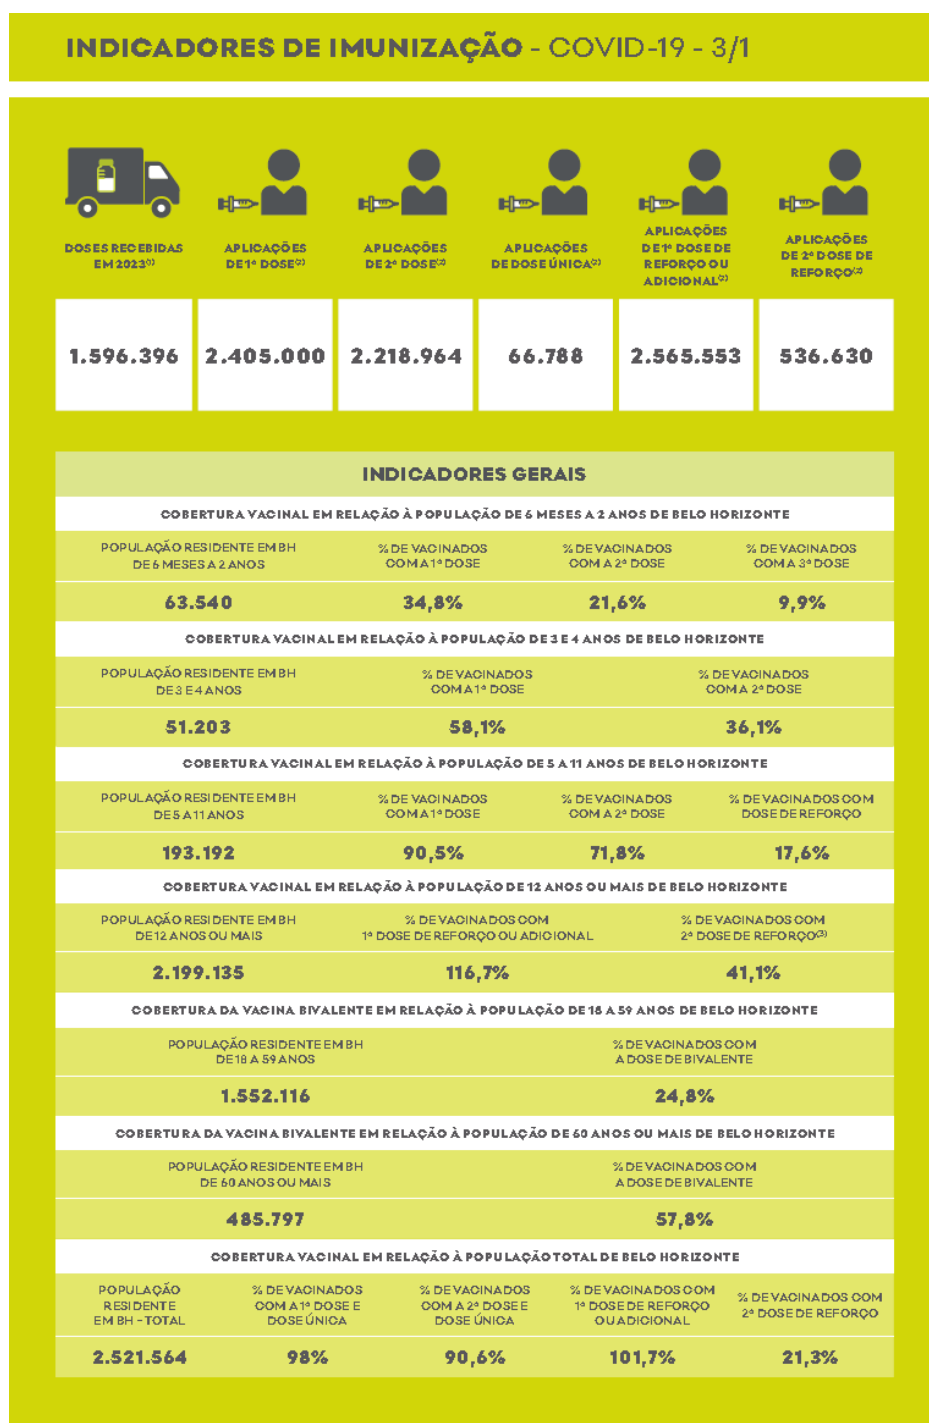 INDICADORES DE IMUNIZAÇÃO - COVID-19 - 3/1
DOSES RECEBIDAS
EM 2023⁽¹⁾
APLICAÇÕES
DE 1ª DOSE⁽²⁾
APLICAÇÕES
DE 2ª DOSE⁽²⁾
APLICAÇÕES
DE DOSE ÚNICA⁽²⁾
APLICAÇÕES
DE 1ª DOSE DE
REFORÇO OU
ADICIONAL⁽²⁾
APLICAÇÕES
DE 2ª DOSE DE
REFORÇO⁽²⁾
1.596.396 2.405.000 2.218.964 66.788 2.565.553 536.630
INDICADORES GERAIS
COBERTURA VACINAL EM RELAÇÃO À POPULAÇÃO DE 6 MESES A 2 ANOS DE BELO HORIZONTE
POPULAÇÃO RESIDENTE EM BH
DE 6 MESES A 2 ANOS
% DE VACINADOS
COM A 1ª DOSE
% DE VACINADOS
COM A 2ª DOSE
% DE VACINADOS
COM A 3ª DOSE
63.540 34,8% 21,6% 9,9%
COBERTURA VACINAL EM RELAÇÃO À POPULAÇÃO DE 3 E 4 ANOS DE BELO HORIZONTE
POPULAÇÃO RESIDENTE EM BH
DE 3 E 4 ANOS
% DE VACINADOS
COM A 1ª DOSE
% DE VACINADOS
COM A 2ª DOSE
51.203 58,1% 36,1%
COBERTURA VACINAL EM RELAÇÃO À POPULAÇÃO DE 5 A 11 ANOS DE BELO HORIZONTE
POPULAÇÃO RESIDENTE EM BH
DE 5 A 11 ANOS
% DE VACINADOS
COM A 1ª DOSE
% DE VACINADOS
COM A 2ª DOSE
% DE VACINADOS COM
DOSE DE REFORÇO
193.192 90,5% 71,8% 17,6%
COBERTURA VACINAL EM RELAÇÃO À POPULAÇÃO DE 12 ANOS OU MAIS DE BELO HORIZONTE
POPULAÇÃO RESIDENTE EM BH
DE 12 ANOS OU MAIS
% DE VACINADOS COM
1ª DOSE DE REFORÇO OU ADICIONAL
% DE VACINADOS COM
2ª DOSE DE REFORÇO⁽³⁾
2.199.135 116,7% 41,1%
COBERTURA DA VACINA BIVALENTE EM RELAÇÃO À POPULAÇÃO DE 18 A 59 ANOS DE BELO HORIZONTE
POPULAÇÃO RESIDENTE EM BH
DE 18 A 59 ANOS
% DE VACINADOS COM
A DOSE DE BIVALENTE
1.552.116 24,8%
COBERTURA DA VACINA BIVALENTE EM RELAÇÃO À POPULAÇÃO DE 60 ANOS OU MAIS DE BELO HORIZONTE
POPULAÇÃO RESIDENTE EM BH
DE 60 ANOS OU MAIS
% DE VACINADOS COM
A DOSE DE BIVALENTE
485.797 57,8%
COBERTURA VACINAL EM RELAÇÃO À POPULAÇÃO TOTAL DE BELO HORIZONTE
POPULAÇÃO
RESIDENTE
EM BH - TOTAL
% DE VACINADOS
COM A 1ª DOSE E
DOSE ÚNICA
% DE VACINADOS
COM A 2ª DOSE E
DOSE ÚNICA
% DE VACINADOS COM
1ª DOSE DE REFORÇO
OU ADICIONAL
% DE VACINADOS COM
2ª DOSE DE REFORÇO
2.521.564 98% 90,6% 101,7% 21,3%